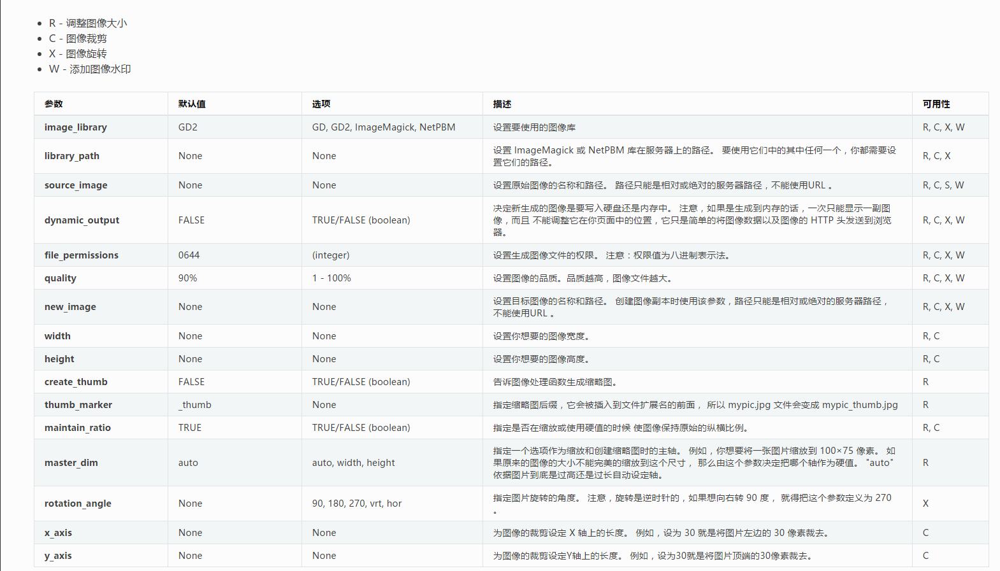 R - 调整图像大小
C - 图像裁剪
X - 图像旋转
W - 添加图像水印
参数 默认值 选项 描述 可用性
image_library GD2 GD, GD2, ImageMagick, NetPBM 设置要使用的图像库 R, C, X, W
library_path None None 设置 ImageMagick 或 NetPBM 库在服务器上的路径。 要使用它们中的其中任何一个，你都需要设
置它们的路径。 R, C, X
source_image None None 设置原始图像的名称和路径。 路径只能是相对或绝对的服务器路径，不能使用URL 。 R, C, S, W
dynamic_output FALSE TRUE/FALSE (boolean) 决定新生成的图像是要写入硬盘还是内存中。 注意，如果是生成到内存的话，一次只能显示一副图
像，而且 不能调整它在你页面中的位置，它只是简单的将图像数据以及图像的 HTTP 头发送到浏览
器。 R, C, X, W
file_permissions 0644 (integer) 设置生成图像文件的权限。 注意：权限值为八进制表示法。 R, C, X, W
quality 90% 1 - 100% 设置图像的品质。品质越高，图像文件越大。 R, C, X, W
new_image None None 设置目标图像的名称和路径。 创建图像副本时使用该参数，路径只能是相对或绝对的服务器路径，
不能使用URL 。 R, C, X, W
width None None 设置你想要的图像宽度。 R, C
height None None 设置你想要的图像高度。 R, C
create_thumb FALSE TRUE/FALSE (boolean) 告诉图像处理函数生成缩略图。 R
thumb_marker _thumb None 指定缩略图后缀，它会被插入到文件扩展名的前面， 所以 mypic.jpg 文件会变成 mypic_thumb.jpg R
maintain_ratio TRUE TRUE/FALSE (boolean) 指定是否在缩放或使用硬值的时候 使图像保持原始的纵横比例。 R, C
master_dim auto auto, width, height 指定一个选项作为缩放和创建缩略图时的主轴。 例如，你想要将一张图片缩放到 100×75 像素。 如
果原来的图像的大小不能完美的缩放到这个尺寸， 那么由这个参数决定把哪个轴作为硬值。 "auto"
依据图片到底是过高还是过长自动设定轴。 R
rotation_angle None 90, 180, 270, vrt, hor 指定图片旋转的角度。 注意，旋转是逆时针的，如果想向右转 90 度， 就得把这个参数定义为 270
。 X
x_axis None None 为图像的裁剪设定 X 轴上的长度。 例如，设为 30 就是将图片左边的 30 像素裁去。 C
y_axis None None 为图像的裁剪设定Y轴上的长度。 例如，设为30就是将图片顶端的30像素裁去。 C